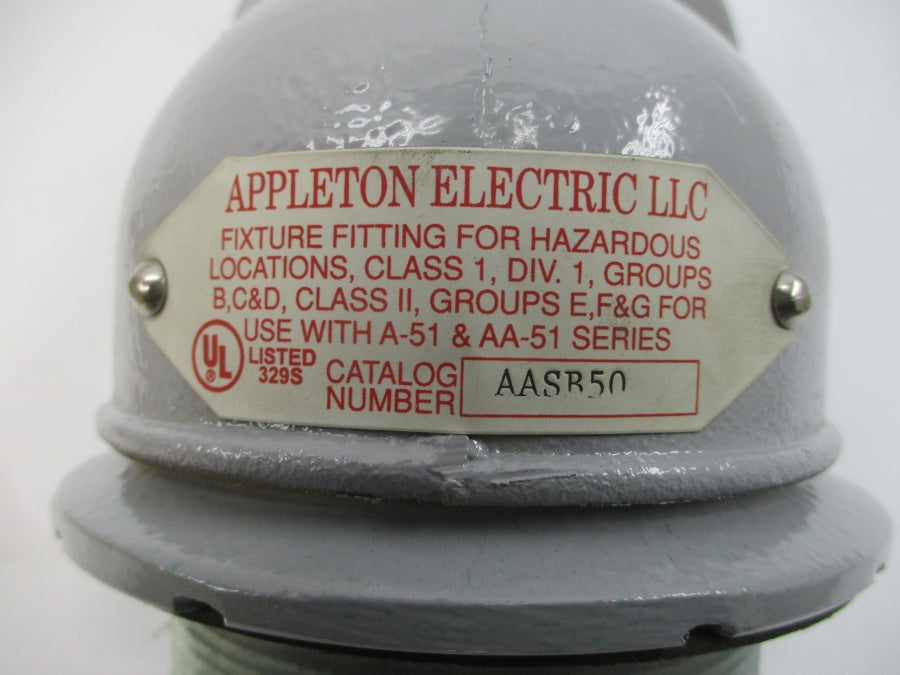 APPLETON ELECTRIC LLC
FIXTURE FITTING FOR HAZARDOUS
LOCATIONS, CLASS 1, DIV. 1, GROUPS
B,C&D, CLASS II, GROUPS E,F&G FOR
USE WITH A-51 & AA-51 SERIES
UL LISTED
329S
CATALOG
NUMBER
AASB50